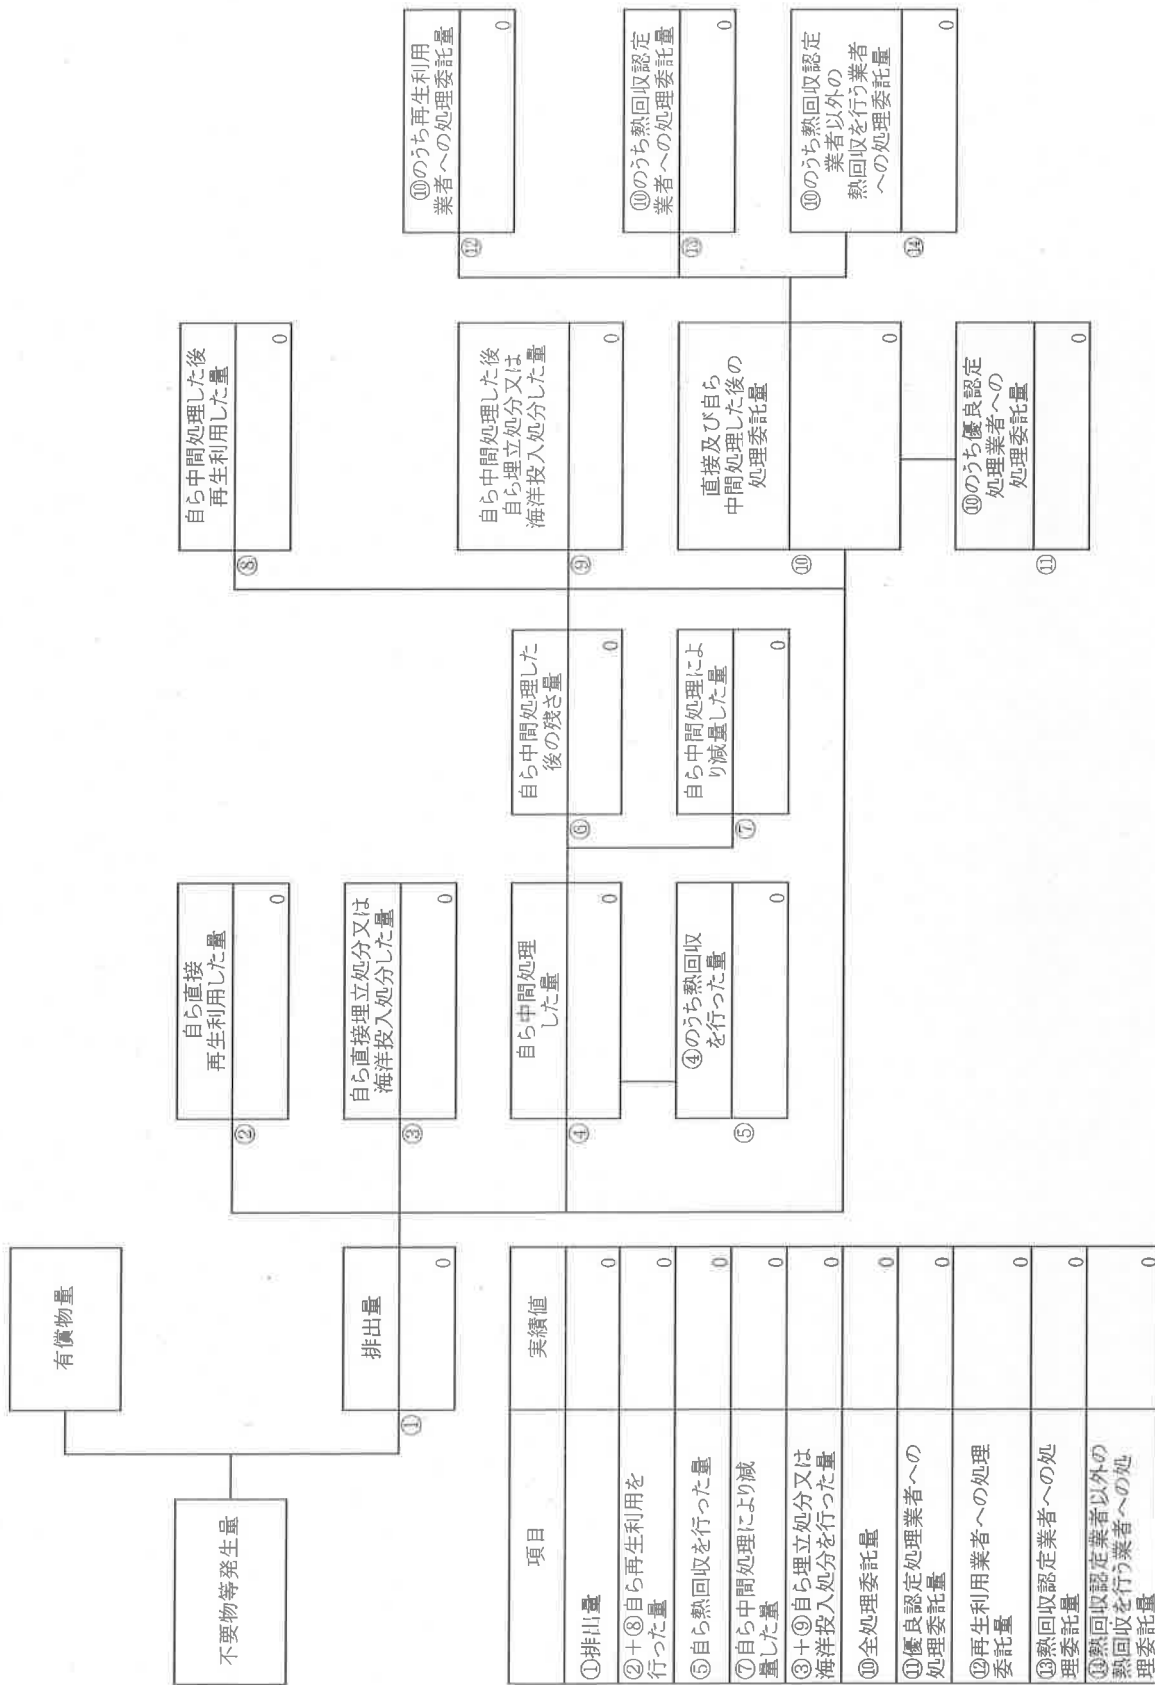 不要物等発生量
有償物量
排出量
①
0
自ら直接
再生利用した量
②
0
自ら直接埋立処分又は
海洋投入処分した量
③
0
自ら中間処理
した量
④
0
④のうち熱回収
を行った量
⑤
0
自ら中間処理した
後の残さ量
⑥
0
自ら中間処理によ
り減量した量
⑦
0
自ら中間処理した後
再生利用した量
⑧
0
自ら中間処理した後
自ら埋立処分又は
海洋投入処分した量
⑨
0
直接及び自ら
中間処理した後の
処理委託量
⑩
0
⑩のうち優良認定
処理業者への
処理委託量
⑪
0
⑩のうち再生利用
業者への処理委託量
⑫
0
⑩のうち熱回収認定
業者への処理委託量
⑬
0
⑩のうち熱回収認定
業者以外の
熱回収を行う業者
への処理委託量
⑭
0
項目 実績値
①排出量 0
②+⑧自ら再生利用を
行った量 0
⑤自ら熱回収を行った量 0
⑦自ら中間処理により減
量した量 0
③+⑨自ら埋立処分又は
海洋投入処分を行った量 0
⑩全処理委託量 0
⑪優良認定処理業者への
処理委託量 0
⑫再生利用業者への処理
委託量 0
⑬熱回収認定業者への処
理委託量 0
⑭熱回収認定業者以外の
熱回収を行う業者への処
理委託量 0